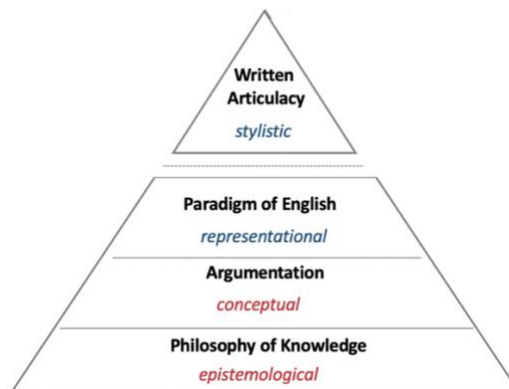 Written
Articulacy
stylistic
Paradigm of English
representational
Argumentation
conceptual
Philosophy of Knowledge
epistemological